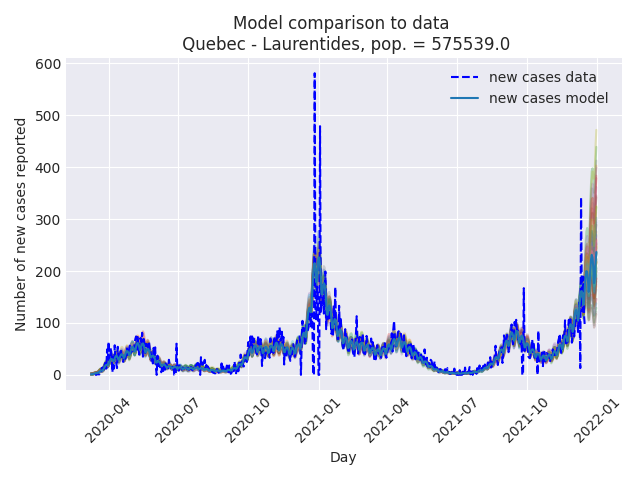 Model comparison to data
Quebec - Laurentides, pop. = 575539.0
Number of new cases reported
600
500
400
300
200
100
0
new cases data
new cases model
2020-04
2020-07
2020-10
2021-01
2021-04
2021-07
2021-10
2022-01
Day